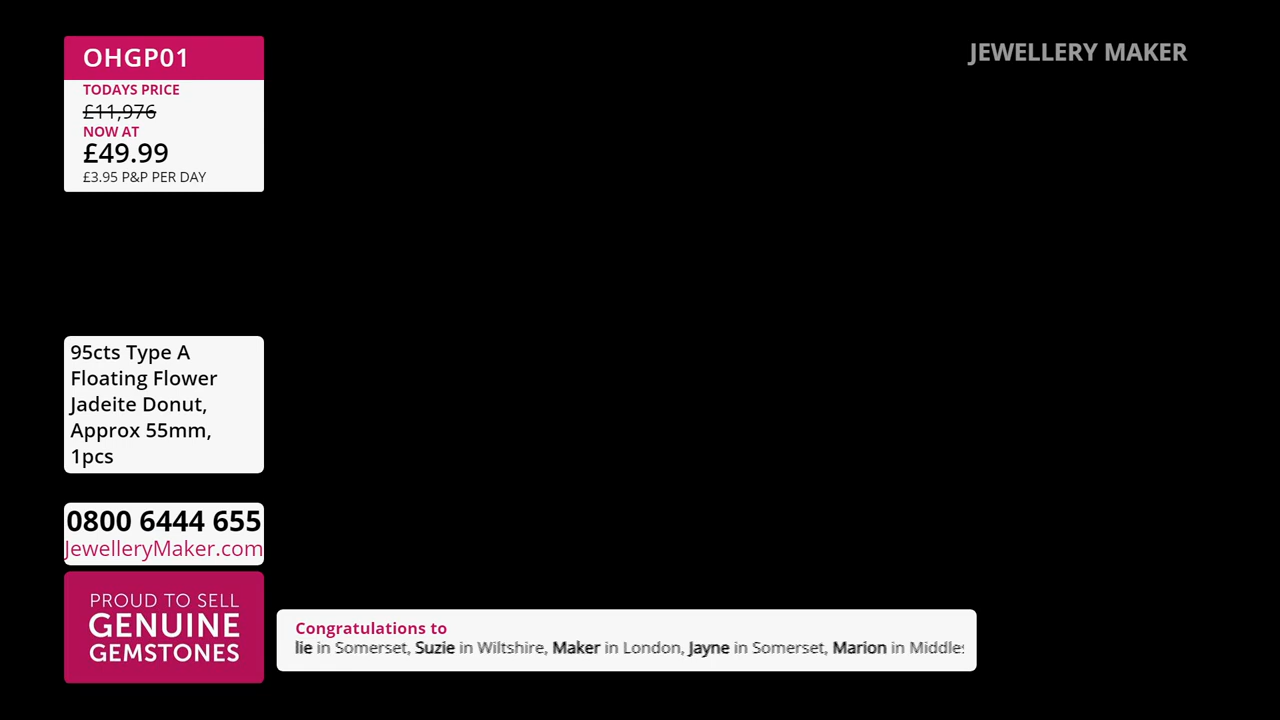 OHGP01
JEWELLERY MAKER
TODAYS PRICE
£11,976
NOW AT
£49.99
£3.95 P&P PER DAY
95cts Type A
Floating Flower
Jadeite Donut,
Approx 55mm,
1pcs
0800 6444 655
JewelleryMaker.com
PROUD TO SELL
GENUINE
GEMSTONES
Congratulations to
lie in Somerset, Suzie in Wiltshire, Maker in London, Jayne in Somerset, Marion in Middles